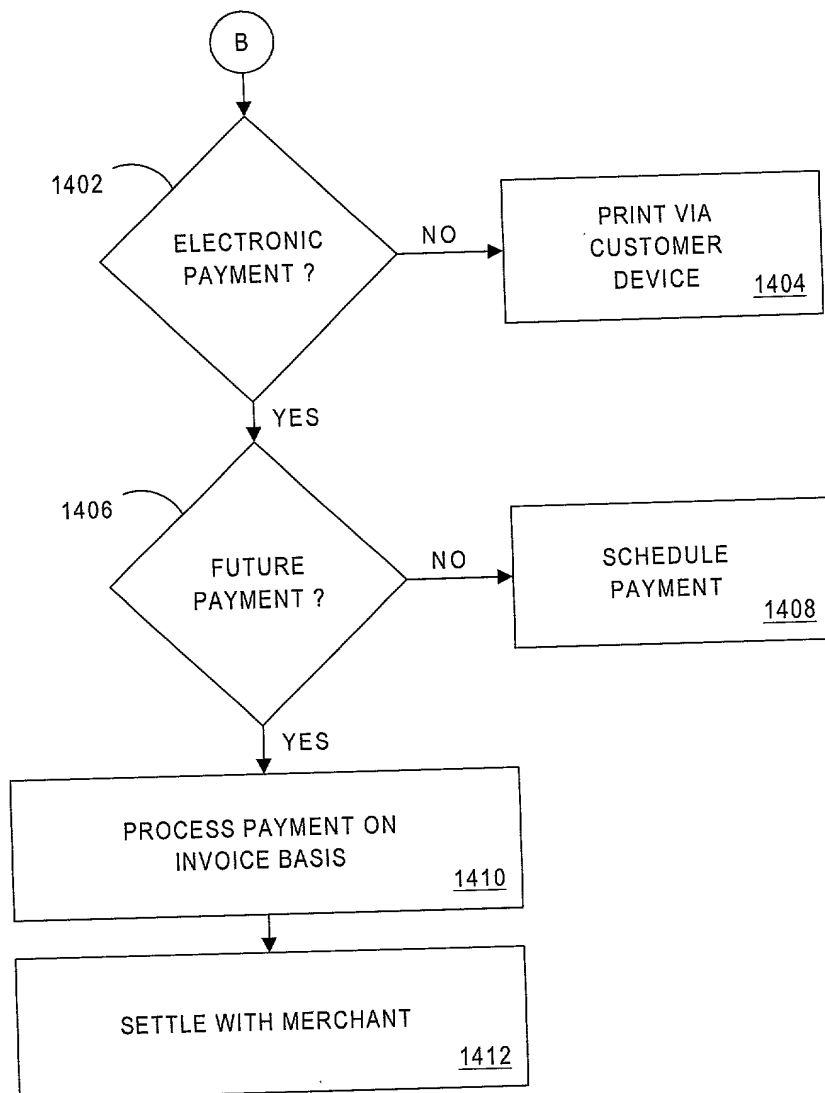 B
1402
ELECTRONIC
PAYMENT ?
NO
PRINT VIA
CUSTOMER
DEVICE
1404
YES
1406
FUTURE
PAYMENT ?
NO
SCHEDULE
PAYMENT
1408
YES
PROCESS PAYMENT ON
INVOICE BASIS
1410
SETTLE WITH MERCHANT
1412